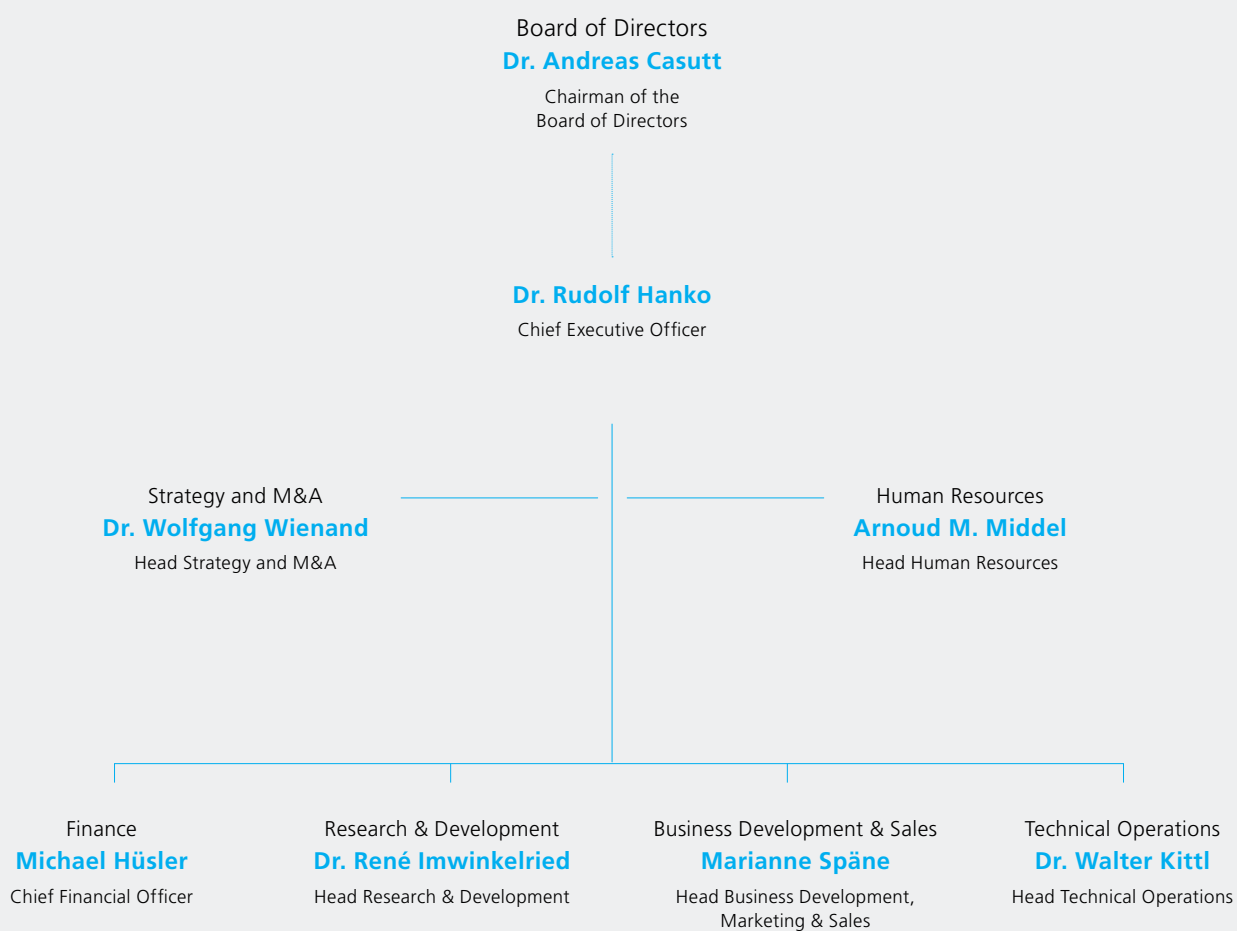 Board of Directors
Dr. Andreas Casutt
Chairman of the
Board of Directors
Dr. Rudolf Hanko
Chief Executive Officer
Strategy and M&A
Dr. Wolfgang Wienand
Head Strategy and M&A
Human Resources
Arnoud M. Middel
Head Human Resources
Finance
Michael Hüsler
Chief Financial Officer
Research & Development
Dr. René Imwinkelried
Head Research & Development
Business Development & Sales
Marianne Späne
Head Business Development,
Marketing & Sales
Technical Operations
Dr. Walter Kittl
Head Technical Operations